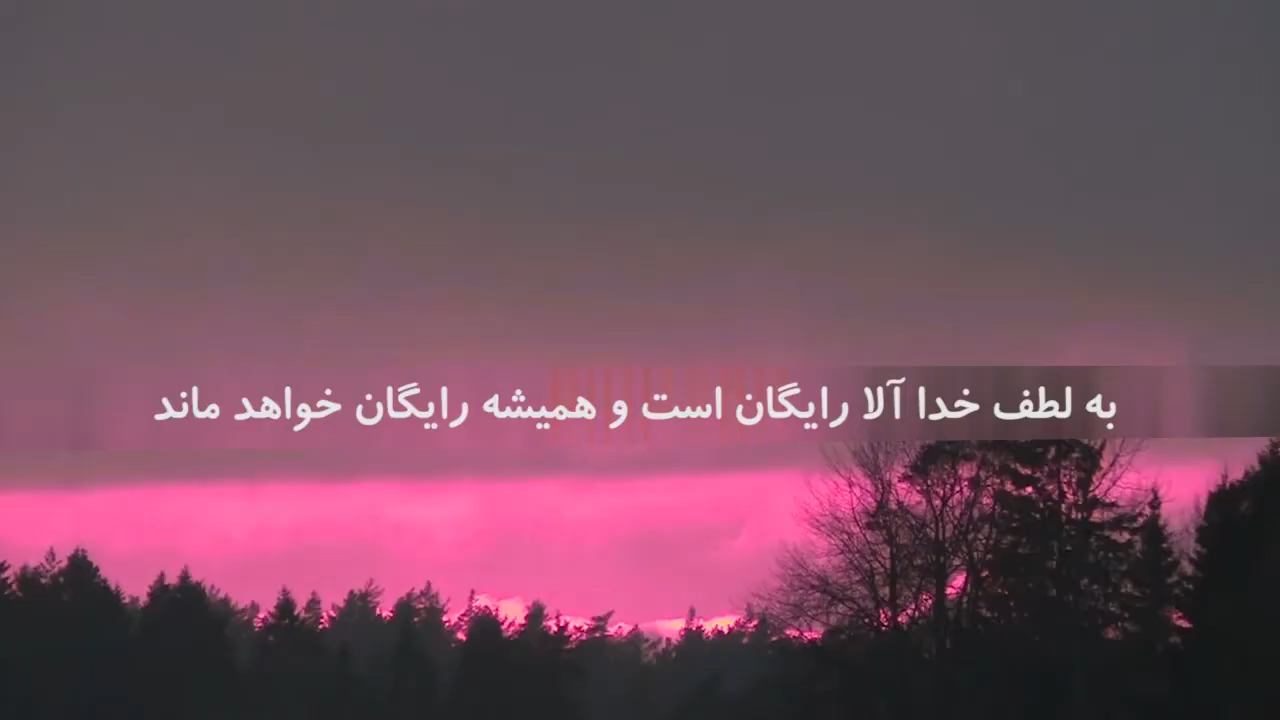 به لطف خدا آلا رایگان است و همیشه رایگان خواهد ماند